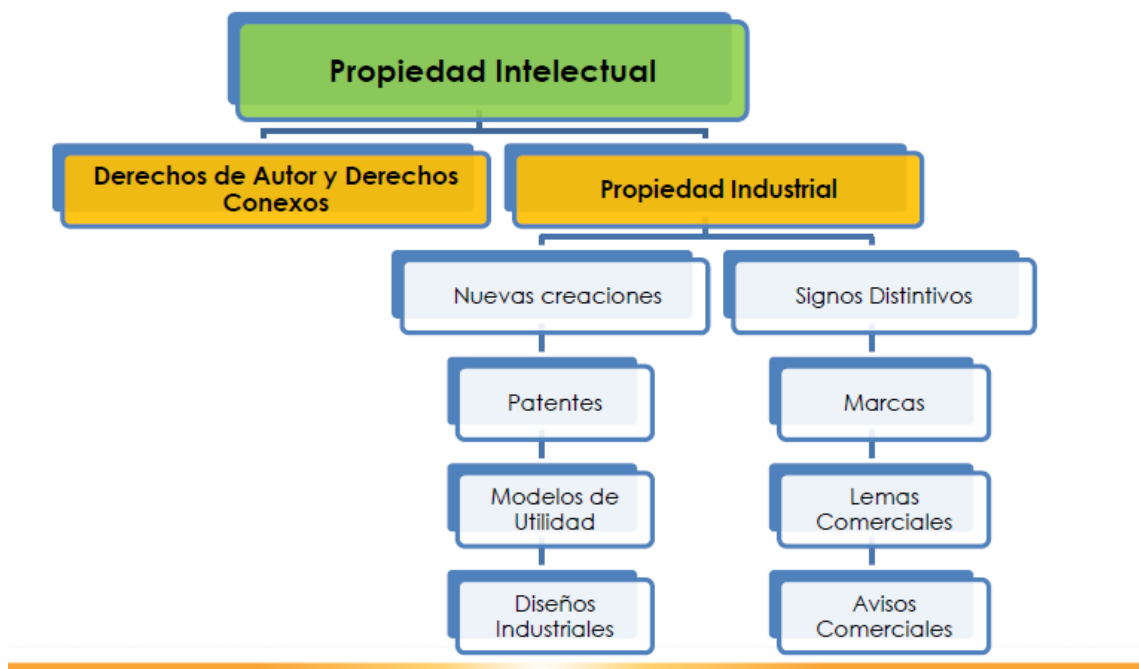 Propiedad Intelectual
Derechos de Autor y Derechos
Conexos
Propiedad Industrial
Nuevas creaciones
Signos Distintivos
Patentes
Marcas
Modelos de
Utilidad
Lemas
Comerciales
Diseños
Industriales
Avisos
Comerciales